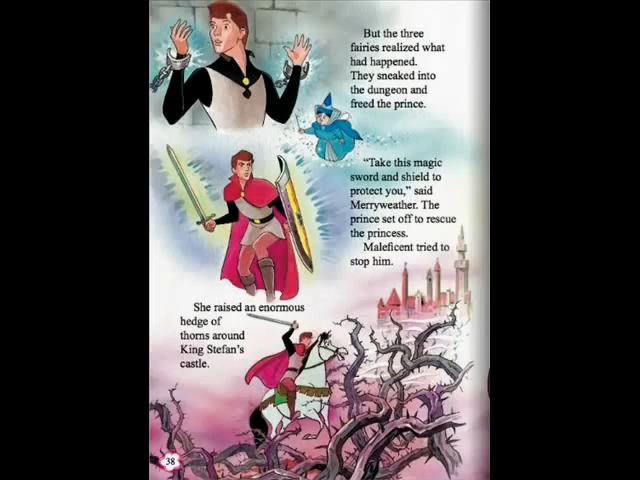 But the three
fairies realized what
had happened.
They sneaked into
the dungeon and
freed the prince.
“Take this magic
sword and shield to
protect you,” said
Merryweather. The
prince set off to rescue
the princess.
Maleficent tried to
stop him.
She raised an enormous
hedge of
thorns around
King Stefan’s
castle.
38